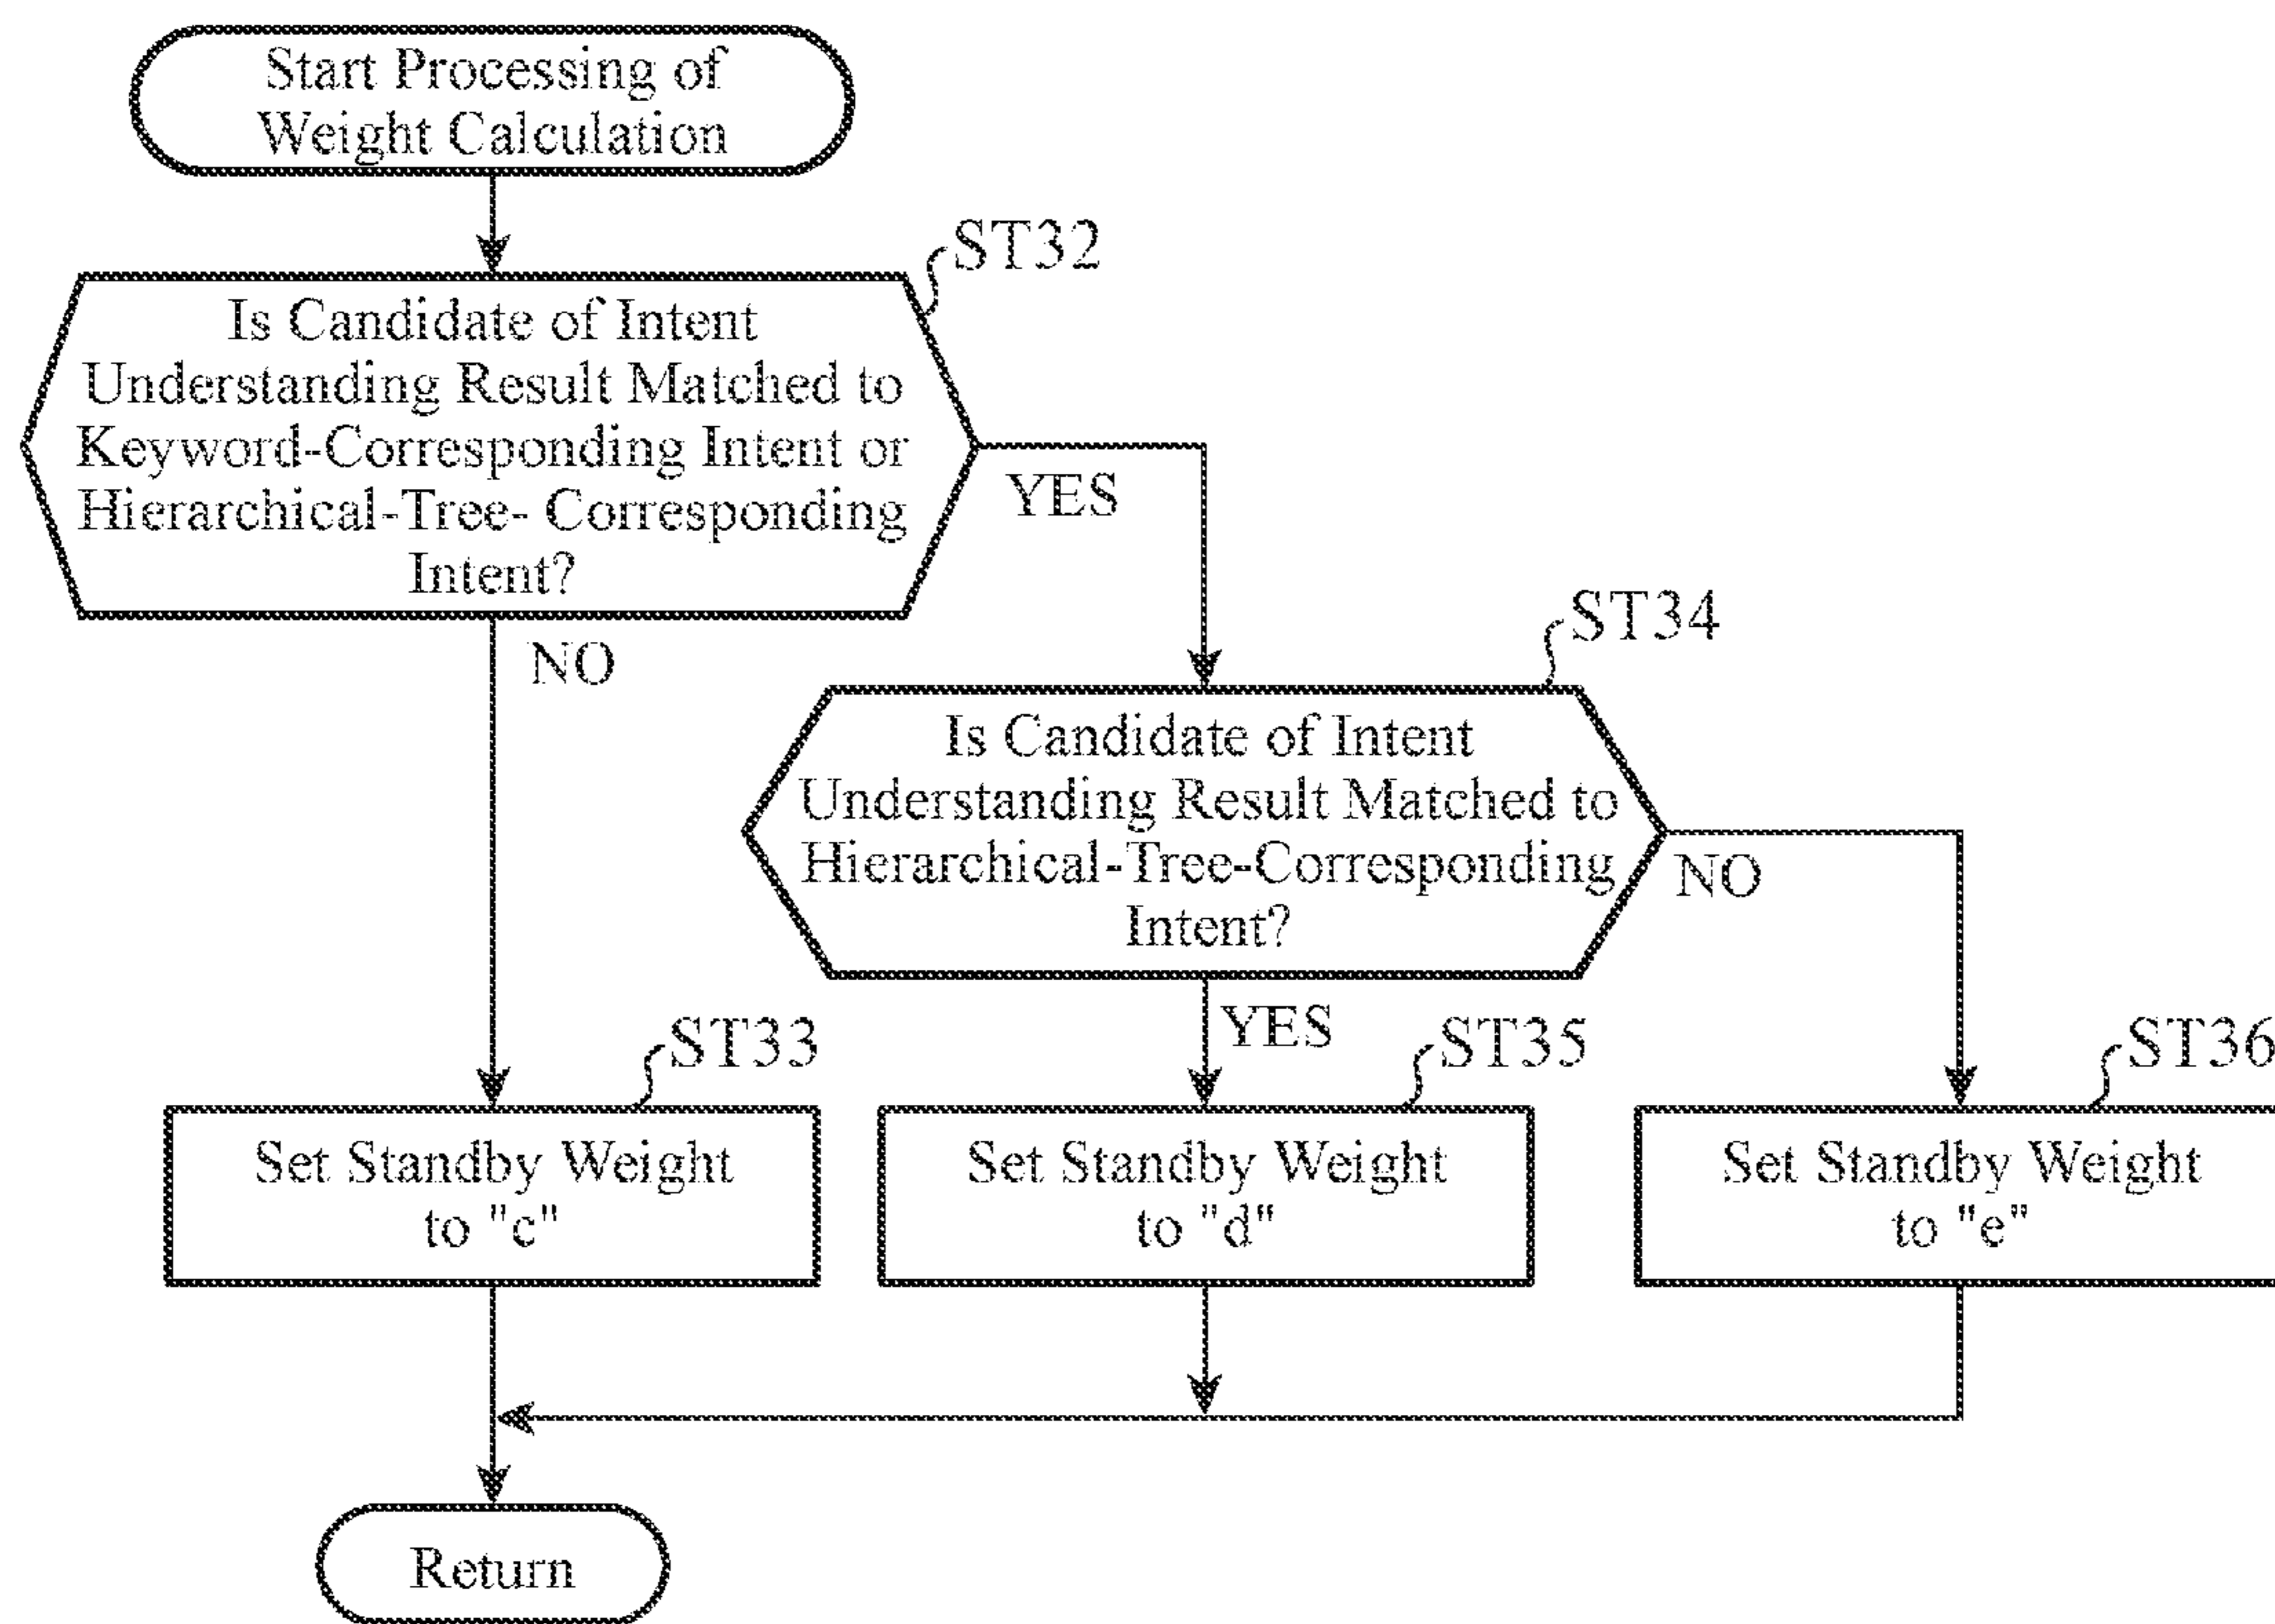 Start Processing of
Weight Calculation
ST32
Is Candidate of Intent
Understanding Result Matched to
Keyword-Corresponding Intent or
Hierarchical-Tree- Corresponding
Intent?
YES
NO
ST34
Is Candidate of Intent
Understanding Result Matched to
Hierarchical-Tree-Corresponding
Intent?
NO
YES
ST33
ST35
ST36
Set Standby Weight
to "c"
Set Standby Weight
to "d"
Set Standby Weight
to "e"
Return